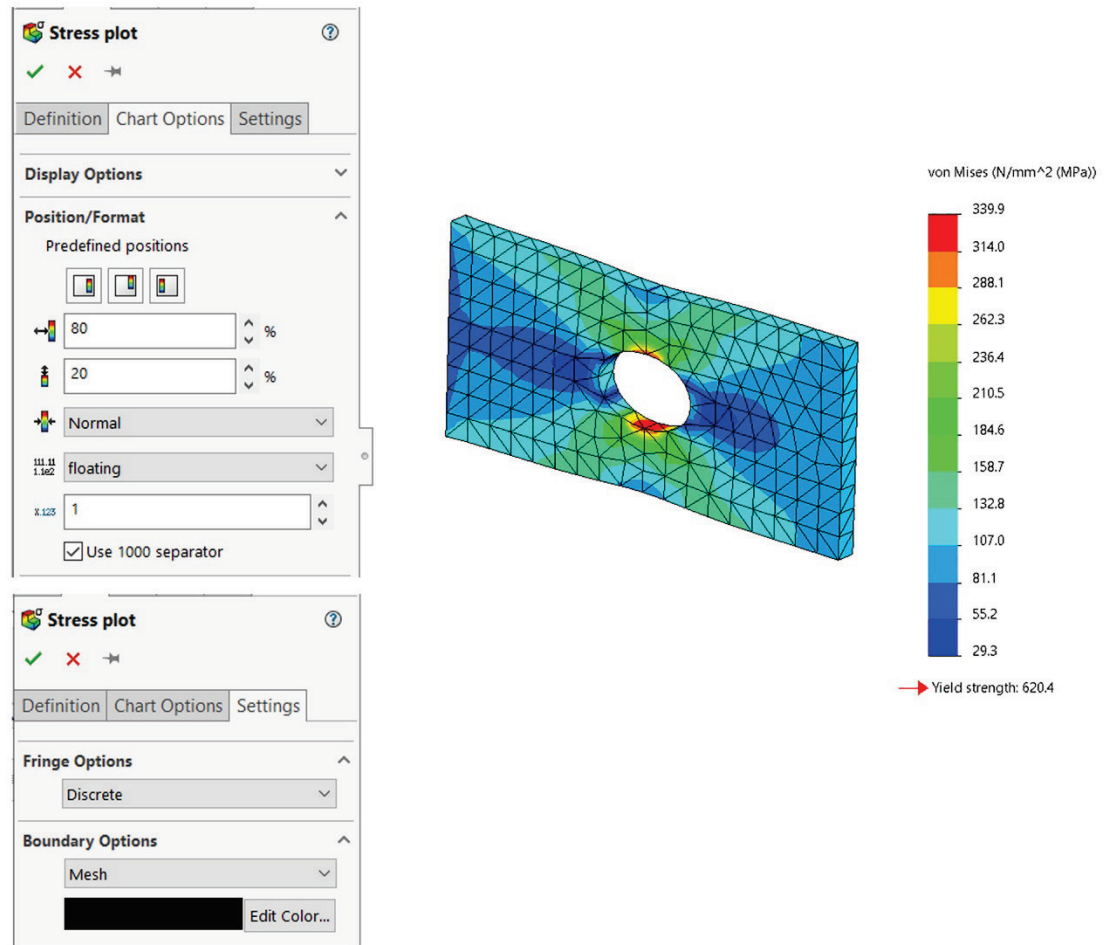 Stress plot
Definition Chart Options Settings
Display Options
Position/Format
Predefined positions
80 %
20 %
Normal
111.11
1.1e2
floating
x.123
1
Use 1000 separator
Stress plot
Definition Chart Options Settings
Fringe Options
Discrete
Boundary Options
Mesh
Edit Color...
von Mises (N/mm^2 (MPa))
339.9
314.0
288.1
262.3
236.4
210.5
184.6
158.7
132.8
107.0
81.1
55.2
29.3
Yield strength: 620.4